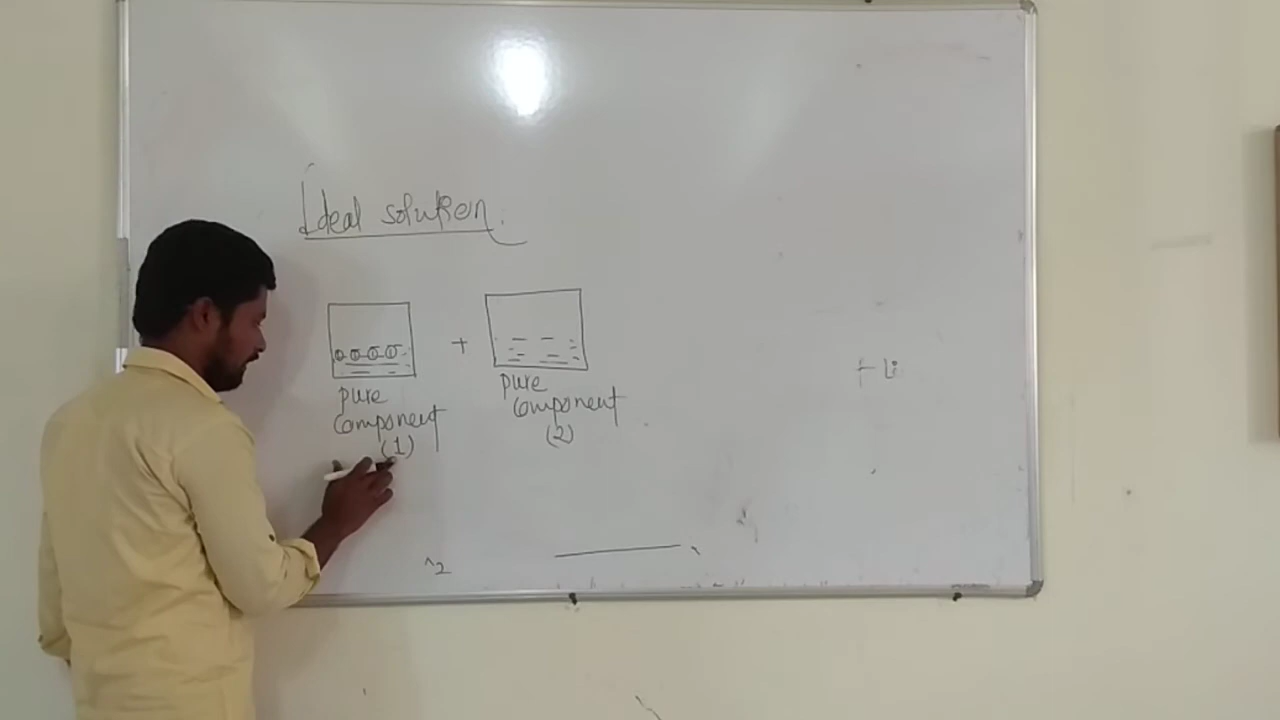 Ideal solution.
+
pure
component
(1)
pure
component
(2)